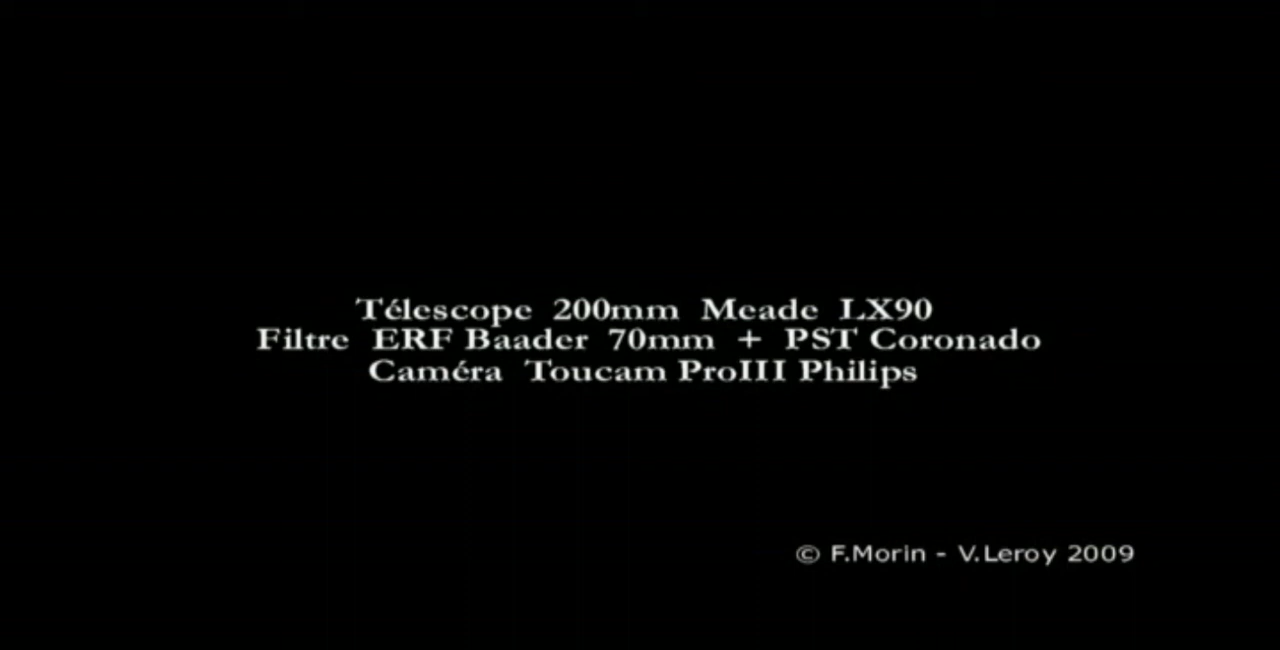 Télescope 200mm Meade LX90
Filtre ERF Baader 70mm + PST Coronado
Caméra Toucam ProIII Philips
© F.Morin - V.Leroy 2009